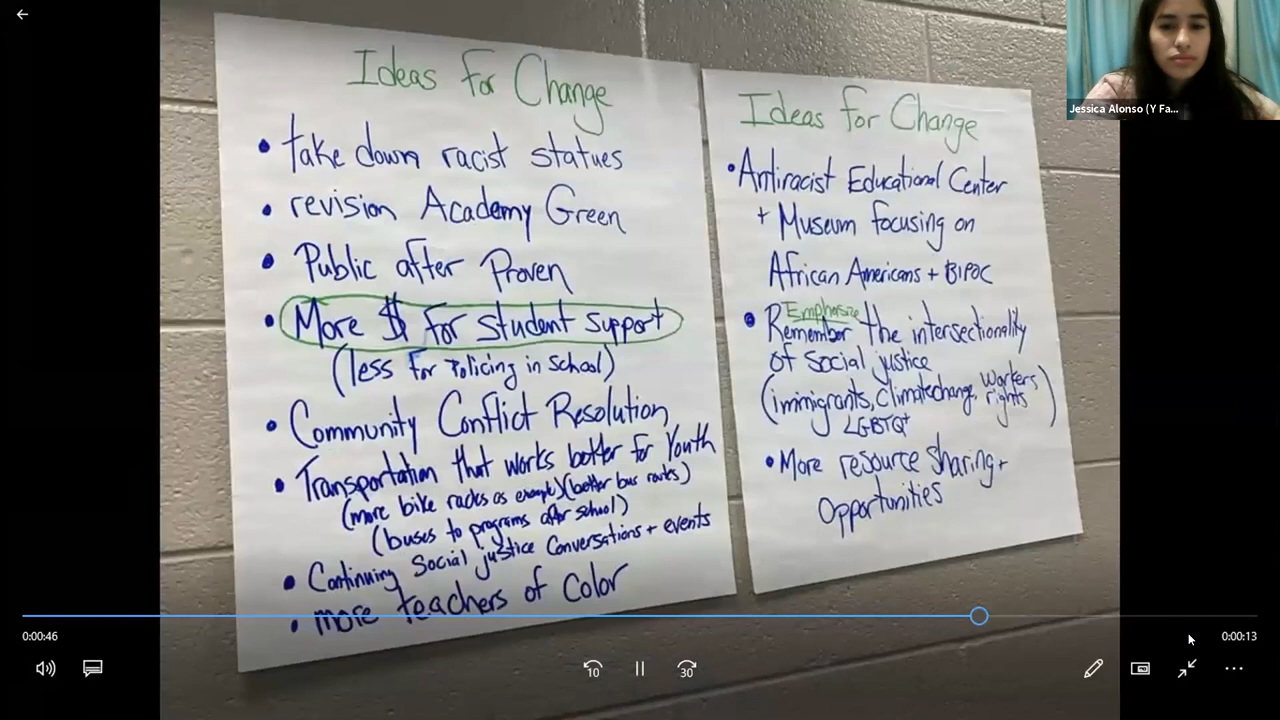 Ideas for Change
• take down racist statues
• revision Academy Green
• Public after Proven
• More $ for student support
(less for Policing in school)
• Community Conflict Resolution
• Transportation that works better for Youth
(more bike racks as example)(better bus routes)
(buses to programs after school)
• Continuing Social justice Conversations + events
• more teachers of Color
Ideas for Change
• Antiracist Educational Center
+ Museum focusing on
African Americans + BIPOC
Emphasize
• Remember the intersectionality
of social justice
(immigrants, climate change, workers rights
LGBTQ+)
• More resource sharing +
Opportunities
Jessica Alonso (Y Fa...
0:00:46
0:00:13
10
30